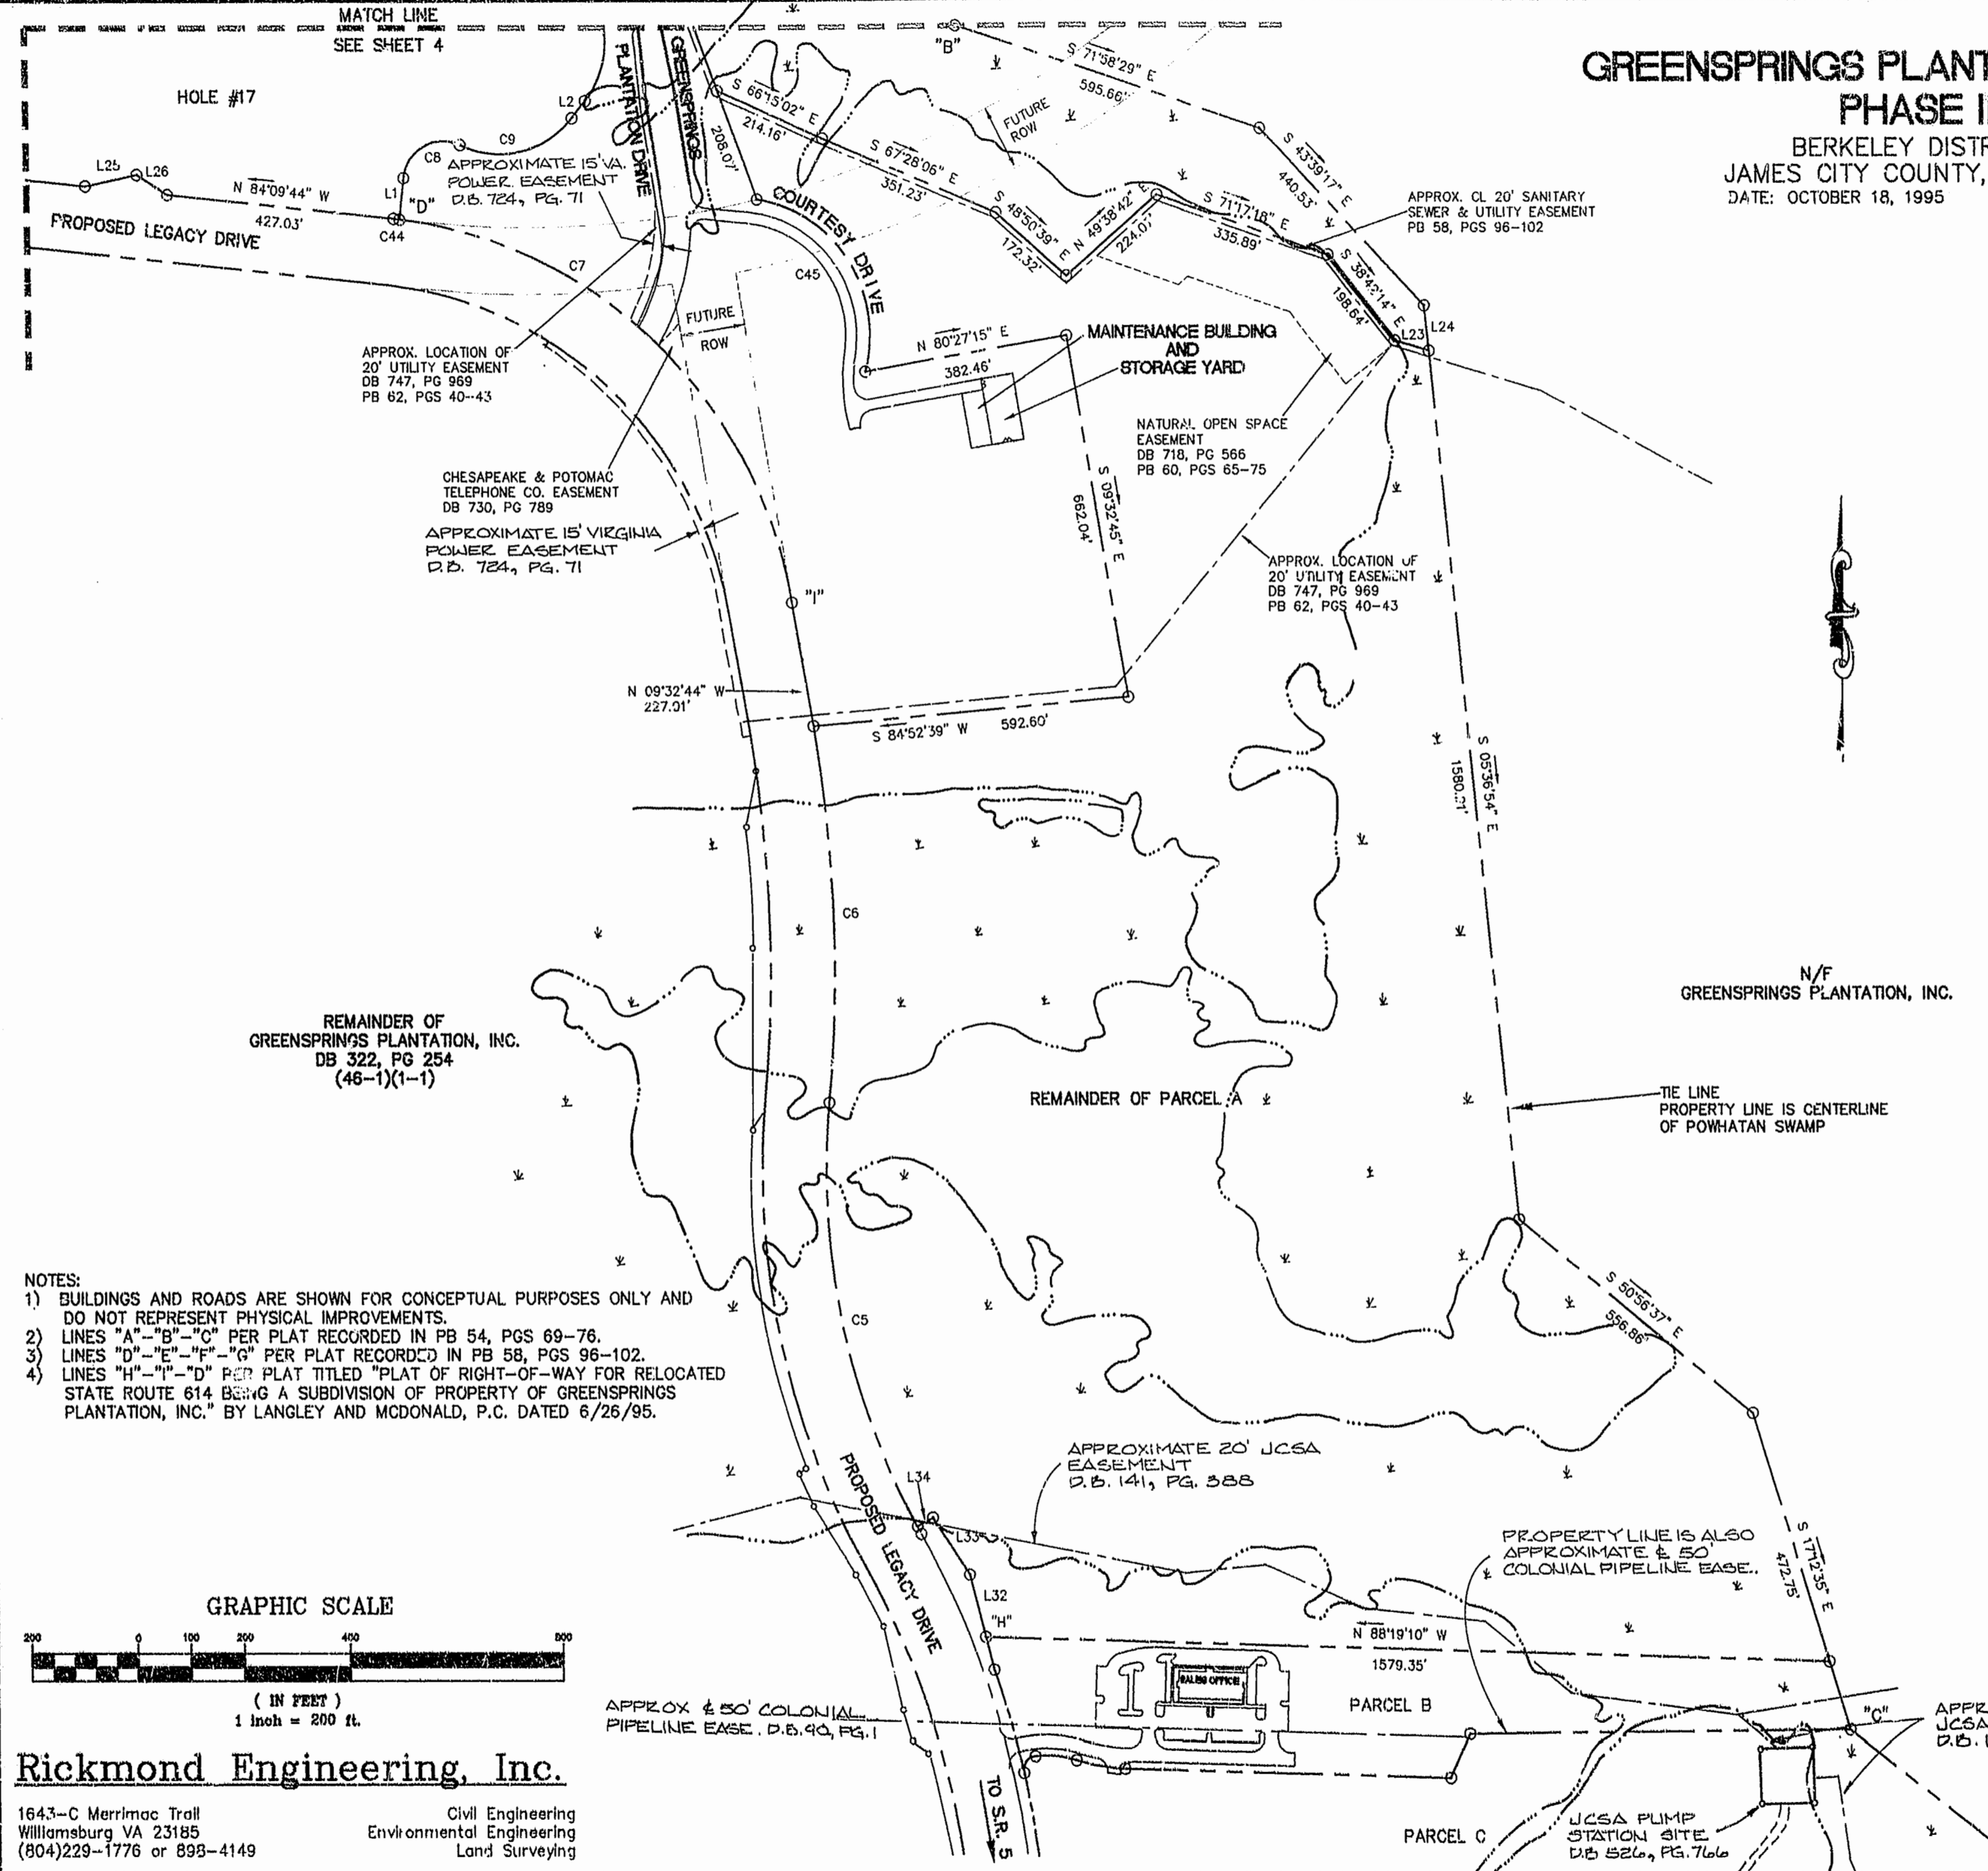 MATCH LINE
SEE SHEET 4
HOLE #17
GREENSPRINGS
PLANTATION DRIVE
"B"
S 71°58'29" E
595.66'
GREENSPRINGS PLANT
PHASE I
BERKELEY DISTR
JAMES CITY COUNTY,
DATE: OCTOBER 18, 1995
L2
C9
C8
L1
"D"
C44
L25
L26
N 84°09'44" W
427.03'
PROPOSED LEGACY DRIVE
APPROXIMATE 15' VA.
POWER EASEMENT
D.B. 724, PG. 71
S 66°15'02" E
214.16'
208.07'
FUTURE
ROW
S 67°28'06" E
351.23'
S 43°39'17" E
440.53'
APPROX. CL 20' SANITARY
SEWER & UTILITY EASEMENT
PB 58, PGS 96-102
COURTESY DRIVE
S 48°50'39" E
172.32'
N 49°38'42" E
224.07'
S 71°17'18" E
335.89'
S 38°42'14" E
198.64'
L23
L24
C7
C45
FUTURE
ROW
APPROX. LOCATION OF
20' UTILITY EASEMENT
DB 747, PG 969
PB 62, PGS 40-43
N 80°27'15" E
382.46'
MAINTENANCE BUILDING
AND
STORAGE YARD
NATURAL OPEN SPACE
EASEMENT
DB 718, PG 566
PB 60, PGS 65-75
CHESAPEAKE & POTOMAC
TELEPHONE CO. EASEMENT
DB 730, PG 789
APPROXIMATE 15' VIRGINIA
POWER EASEMENT
D.B. 724, PG. 71
S 09°32'45" E
662.04'
APPROX. LOCATION OF
20' UTILITY EASEMENT
DB 747, PG 969
PB 62, PGS 40-43
"I"
N 09°32'44" W
227.01'
S 84°52'39" W 592.60'
S 05°36'54" E
C6
N/F
GREENSPRINGS PLANTATION, INC.
REMAINDER OF
GREENSPRINGS PLANTATION, INC.
DB 322, PG 254
(46-1)(1-1)
REMAINDER OF PARCEL A
TIE LINE
PROPERTY LINE IS CENTERLINE
OF POWHATAN SWAMP
NOTES:
1) BUILDINGS AND ROADS ARE SHOWN FOR CONCEPTUAL PURPOSES ONLY AND
DO NOT REPRESENT PHYSICAL IMPROVEMENTS.
2) LINES "A"-"B"-"C" PER PLAT RECORDED IN PB 54, PGS 69-76.
3) LINES "D"-"E"-"F"-"G" PER PLAT RECORDED IN PB 58, PGS 96-102.
4) LINES "H"-"I"-"D" PER PLAT TITLED "PLAT OF RIGHT-OF-WAY FOR RELOCATED
STATE ROUTE 614 BEING A SUBDIVISION OF PROPERTY OF GREENSPRINGS
PLANTATION, INC." BY LANGLEY AND MCDONALD, P.C. DATED 6/26/95.
C5
S 50°56'37" E
556.86'
PROPOSED LEGACY DRIVE
APPROXIMATE 20' JCSA
EASEMENT
D.B. 141, PG. 388
L34
L33
L32
"H"
PROPERTY LINE IS ALSO
APPROXIMATE ℄ 50'
COLONIAL PIPELINE EASE.
S 17°12'35" E
472.75'
N 88°19'10" W
1579.35'
GRAPHIC SCALE
200 0 100 200 400 800
( IN FEET )
1 inch = 200 ft.
SALES OFFICE
PARCEL B
APPROX ℄ 50' COLONIAL
PIPELINE EASE. D.B. 90, PG. 1
"C"
APPR
JCSA
D.B. 1
Rickmond Engineering, Inc.
1643-C Merrimac Trail
Williamsburg VA 23185
(804)229-1776 or 898-4149
Civil Engineering
Environmental Engineering
Land Surveying
TO S.R. 5
PARCEL C
JCSA PUMP
STATION SITE
D.B 526, PG. 766